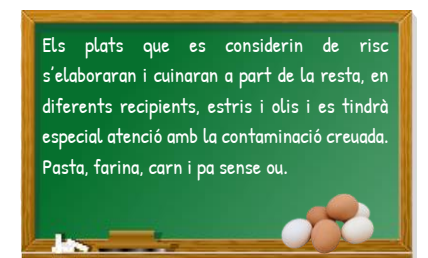 Els plats que es considerin de risc
s'elaboraran i cuinaran a part de la resta, en
diferents recipients, estris i olis i es tindrà
especial atenció amb la contaminació creuada.
Pasta, farina, carn i pa sense ou.